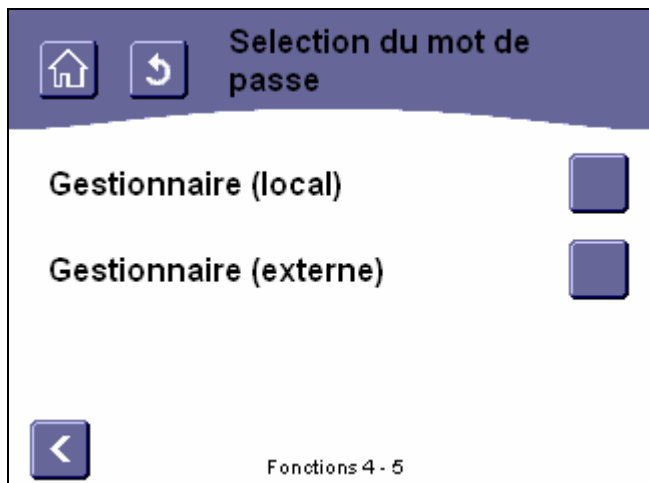 Selection du mot de
passe
Gestionnaire (local)
Gestionnaire (externe)
Fonctions 4 - 5